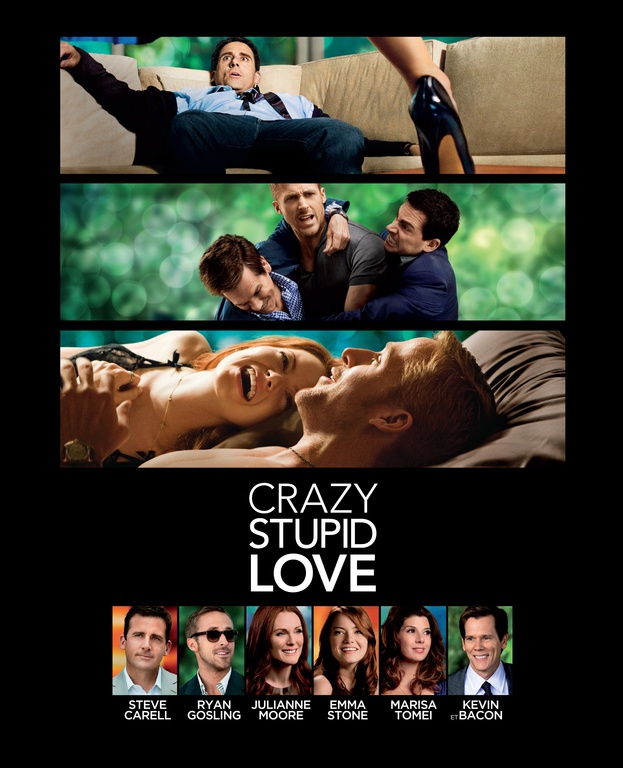 CRAZY
STUPID
LOVE
STEVE
CARELL
RYAN
GOSLING
JULIANNE
MOORE
EMMA
STONE
MARISA
TOMEI
KEVIN
ET BACON